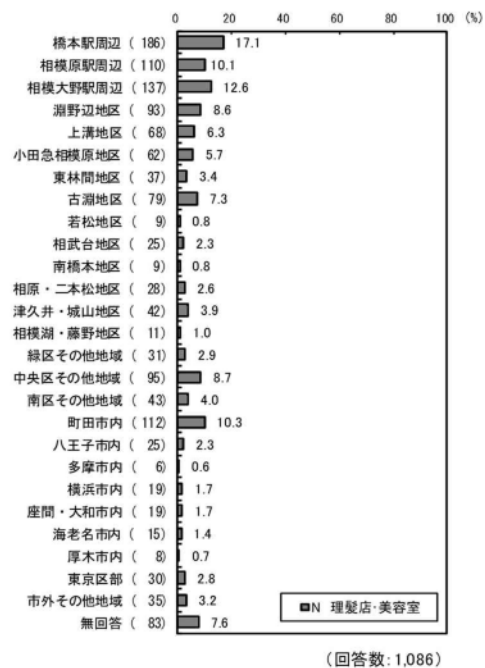 0 20 40 60 80 100 (%)
橋本駅周辺 ( 186) 17.1
相模原駅周辺 ( 110) 10.1
相模大野駅周辺 ( 137) 12.6
淵野辺地区 ( 93) 8.6
上溝地区 ( 68) 6.3
小田急相模原地区 ( 62) 5.7
東林間地区 ( 37) 3.4
古淵地区 ( 79) 7.3
若松地区 ( 9) 0.8
相武台地区 ( 25) 2.3
南橋本地区 ( 9) 0.8
相原・二本松地区 ( 28) 2.6
津久井・城山地区 ( 42) 3.9
相模湖・藤野地区 ( 11) 1.0
緑区その他地域 ( 31) 2.9
中央区その他地域 ( 95) 8.7
南区その他地域 ( 43) 4.0
町田市内 ( 112) 10.3
八王子市内 ( 25) 2.3
多摩市内 ( 6) 0.6
横浜市内 ( 19) 1.7
座間・大和市内 ( 19) 1.7
海老名市内 ( 15) 1.4
厚木市内 ( 8) 0.7
東京区部 ( 30) 2.8
市外その他地域 ( 35) 3.2
無回答 ( 83) 7.6
N 理髪店・美容室
(回答数: 1,086)